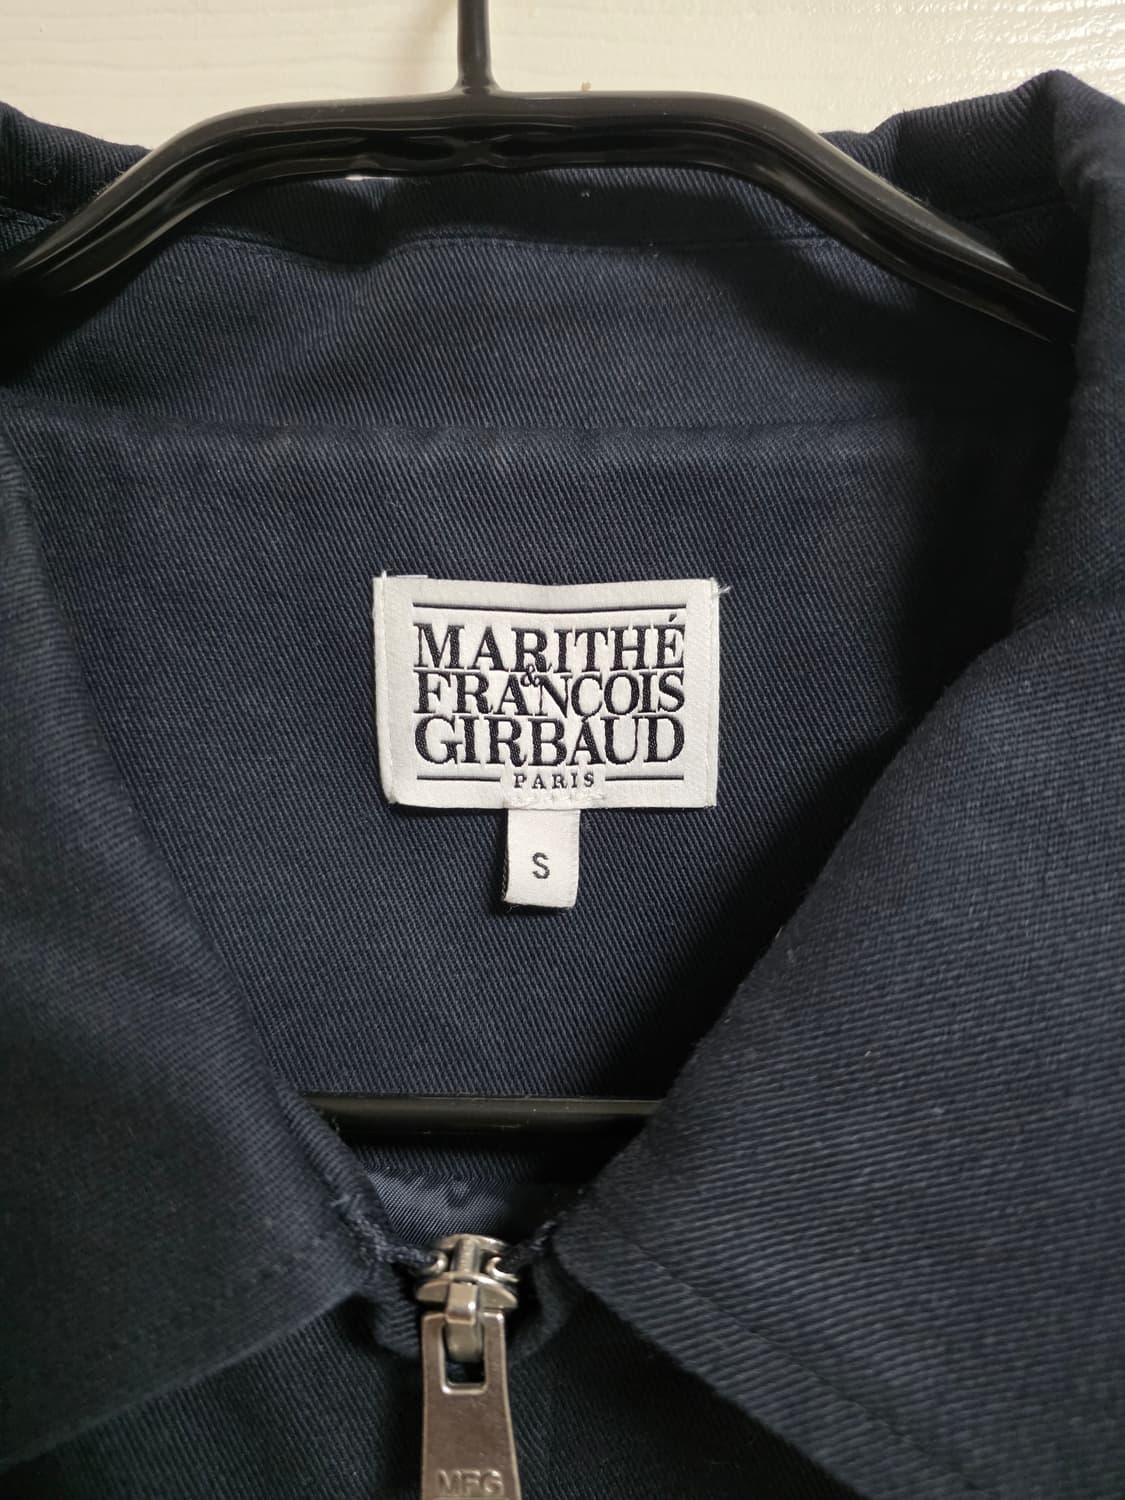 MARITHÉ
&
FRANÇOIS
GIRBAUD
PARIS
S
MFG